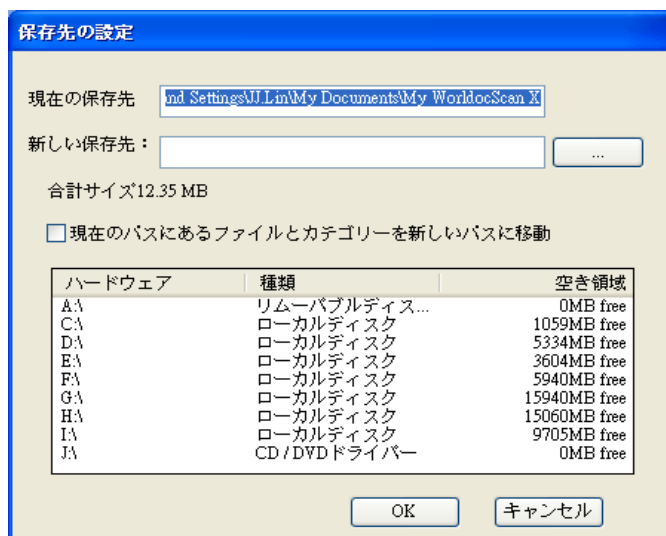 保存先の設定
現在の保存先 nd Settings\JJ.Lin\My Documents\My WorldocScan X
新しい保存先： ...
合計サイズ12.35 MB
現在のパスにあるファイルとカテゴリーを新しいパスに移動
ハードウェア 種類 空き領域
A:\ リムーバブルディス... 0MB free
C:\ ローカルディスク 1059MB free
D:\ ローカルディスク 5334MB free
E:\ ローカルディスク 3604MB free
F:\ ローカルディスク 5940MB free
G:\ ローカルディスク 15940MB free
H:\ ローカルディスク 15060MB free
I:\ ローカルディスク 9705MB free
J:\ CD / DVDドライバー 0MB free
OK キャンセル